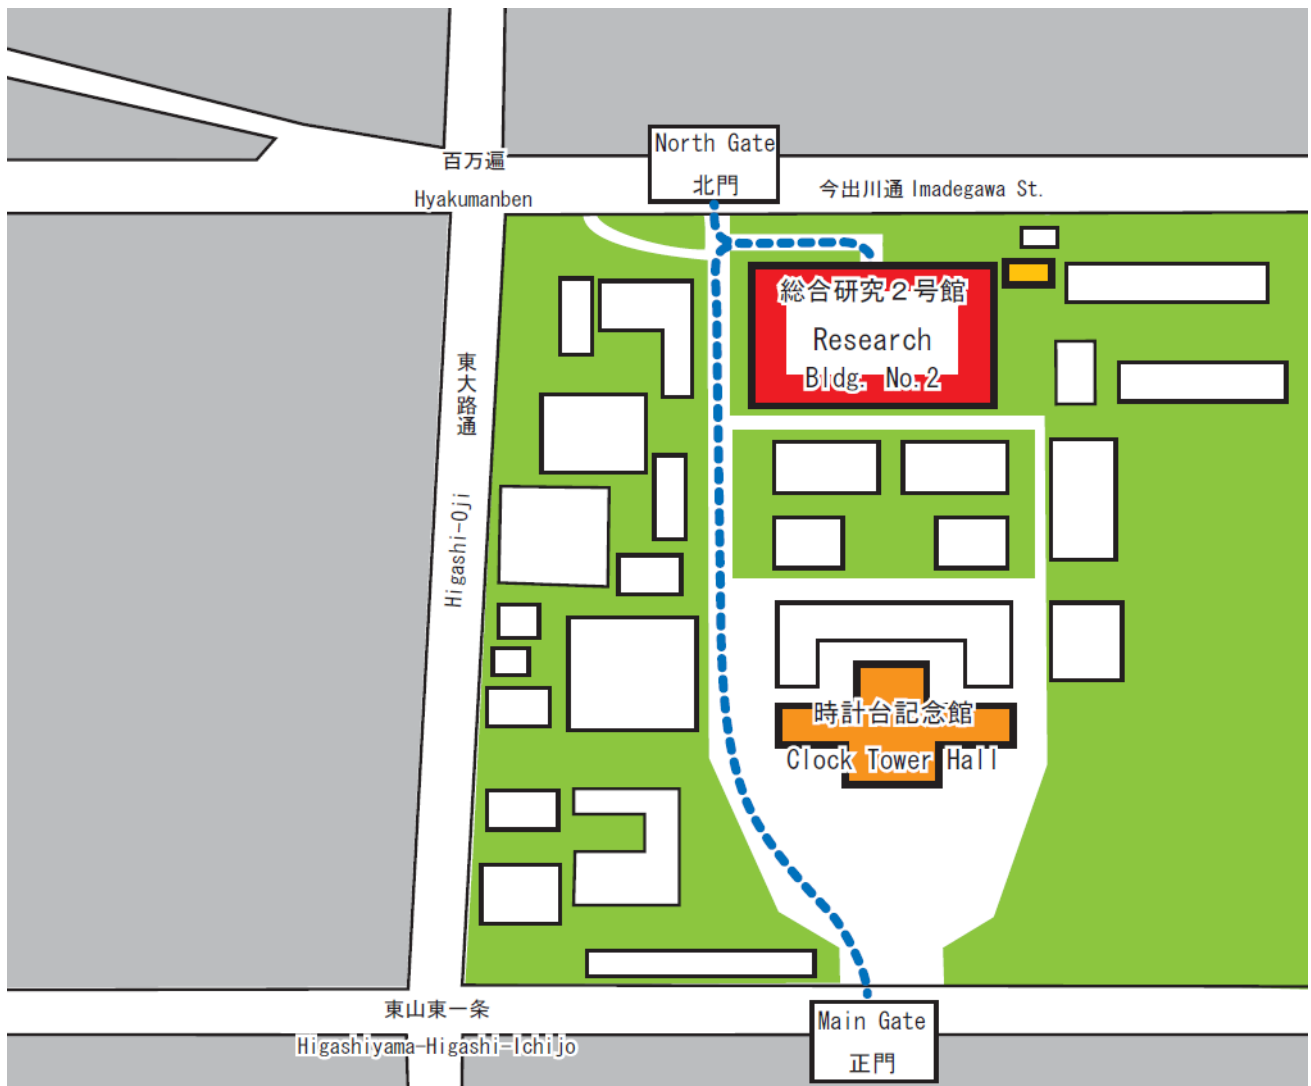 North Gate
北門
百万遍
Hyakumanben
今出川通 Imadegawa St.
総合研究２号館
Research
Bldg. No.2
東大路通
Higashi-Oji
時計台記念館
Clock Tower Hall
東山東一条
Higashiyama-Higashi-Ichijo
Main Gate
正門